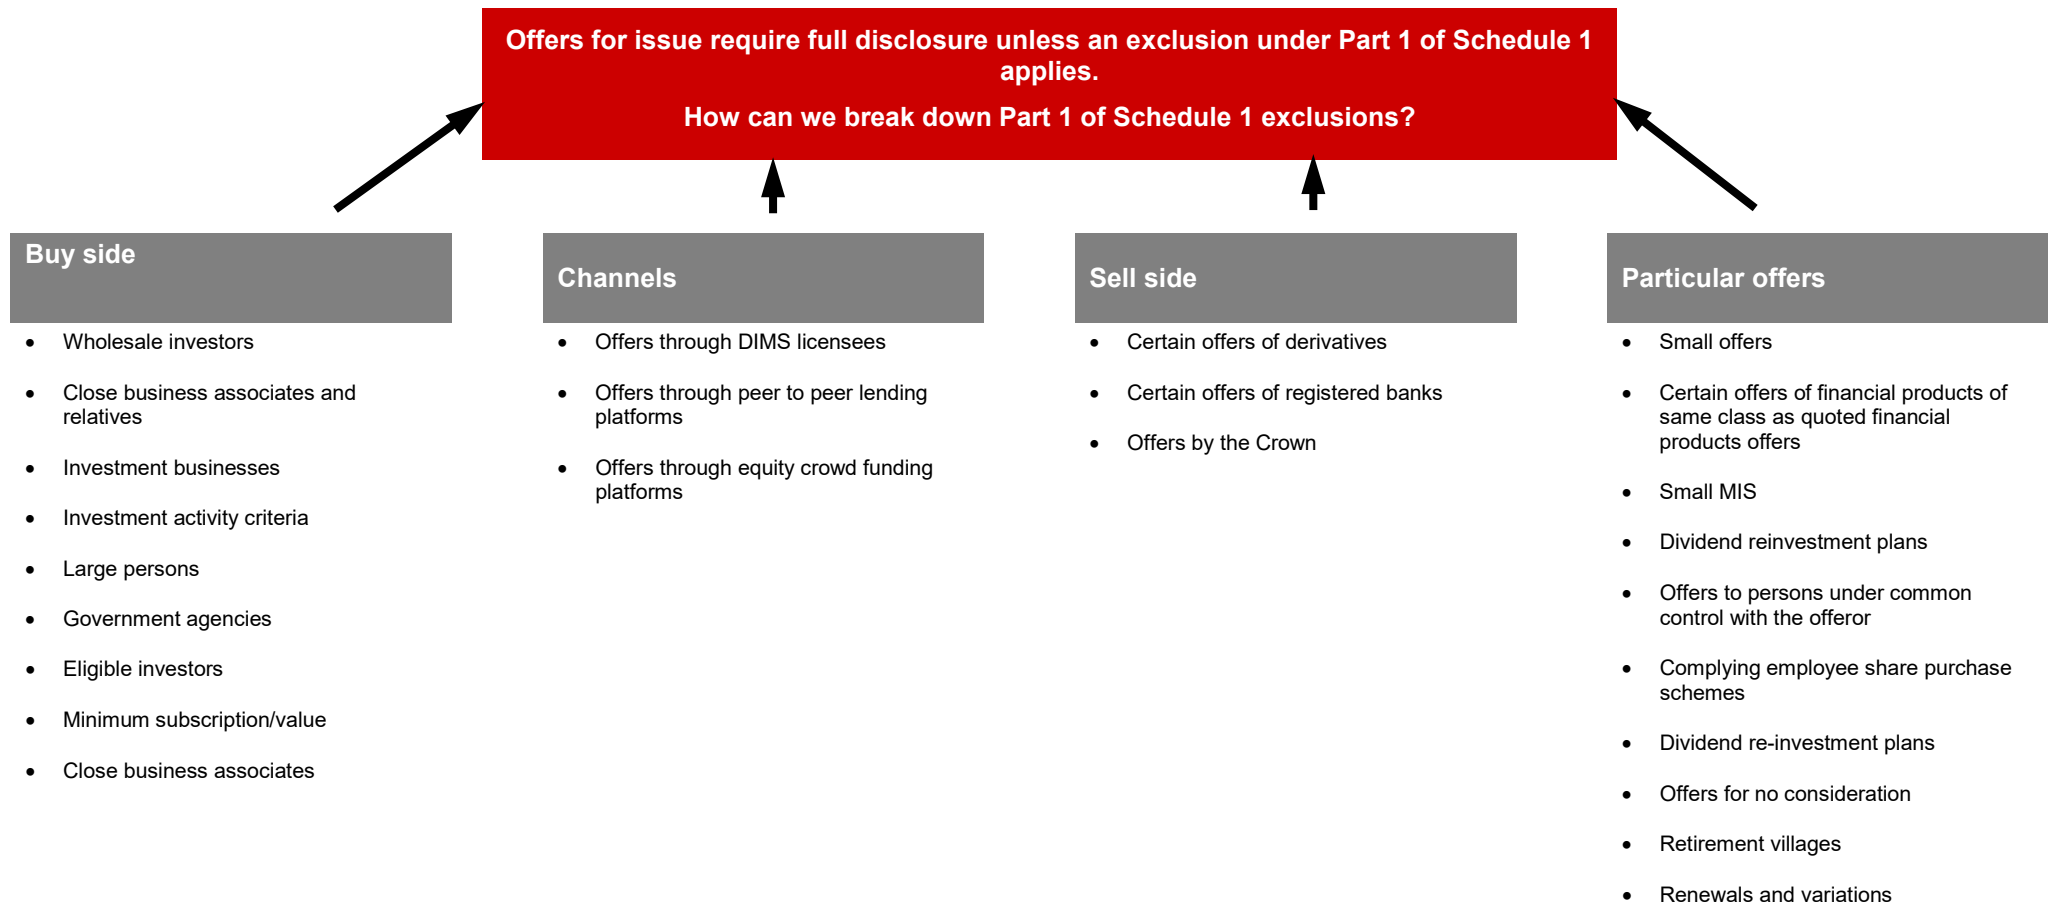 Offers for issue require full disclosure unless an exclusion under Part 1 of Schedule 1
applies.
How can we break down Part 1 of Schedule 1 exclusions?
Buy side
• Wholesale investors
• Close business associates and
relatives
• Investment businesses
• Investment activity criteria
• Large persons
• Government agencies
• Eligible investors
• Minimum subscription/value
• Close business associates
Channels
• Offers through DIMS licensees
• Offers through peer to peer lending
platforms
• Offers through equity crowd funding
platforms
Sell side
• Certain offers of derivatives
• Certain offers of registered banks
• Offers by the Crown
Particular offers
• Small offers
• Certain offers of financial products of
same class as quoted financial
products offers
• Small MIS
• Dividend reinvestment plans
• Offers to persons under common
control with the offeror
• Complying employee share purchase
schemes
• Dividend re-investment plans
• Offers for no consideration
• Retirement villages
• Renewals and variations